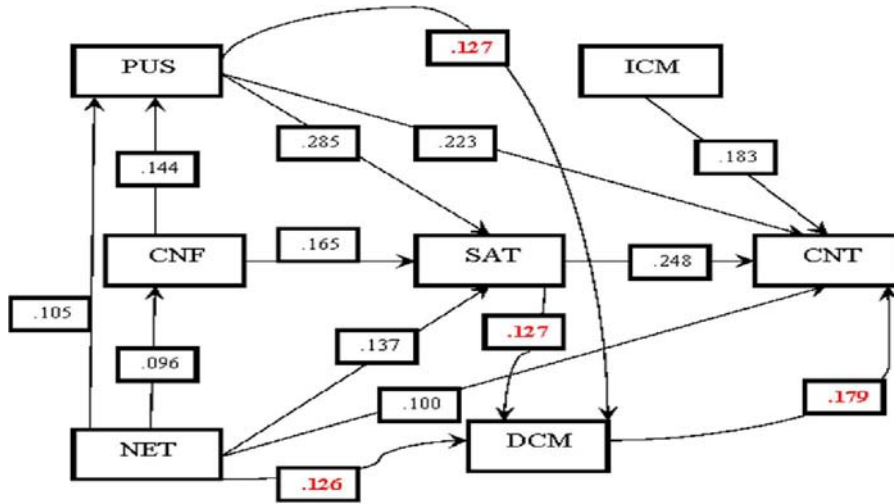 .127
PUS
ICM
.285
.223
.183
.144
CNF
.165
SAT
.248
CNT
.105
.127
.137
.096
.100
.179
NET
DCM
.126